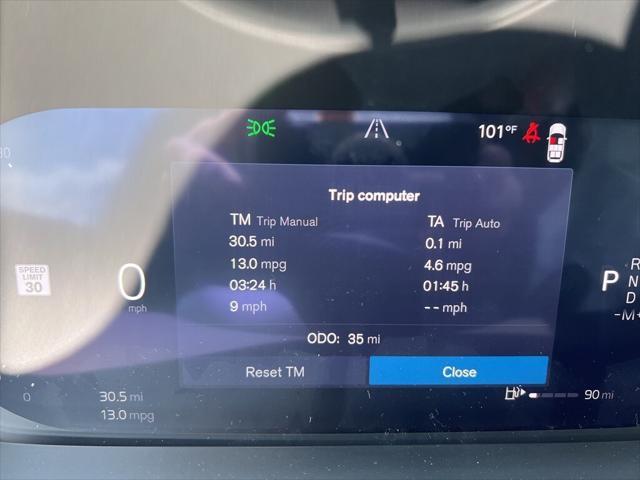 101°F
Trip computer
TM Trip Manual
30.5 mi
13.0 mpg
03:24 h
9 mph
TA Trip Auto
0.1 mi
4.6 mpg
01:45 h
-- mph
ODO: 35 mi
Reset TM
Close
SPEED
LIMIT
30
0
mph
P
R
N
D
0
30.5 mi
13.0 mpg
90 mi